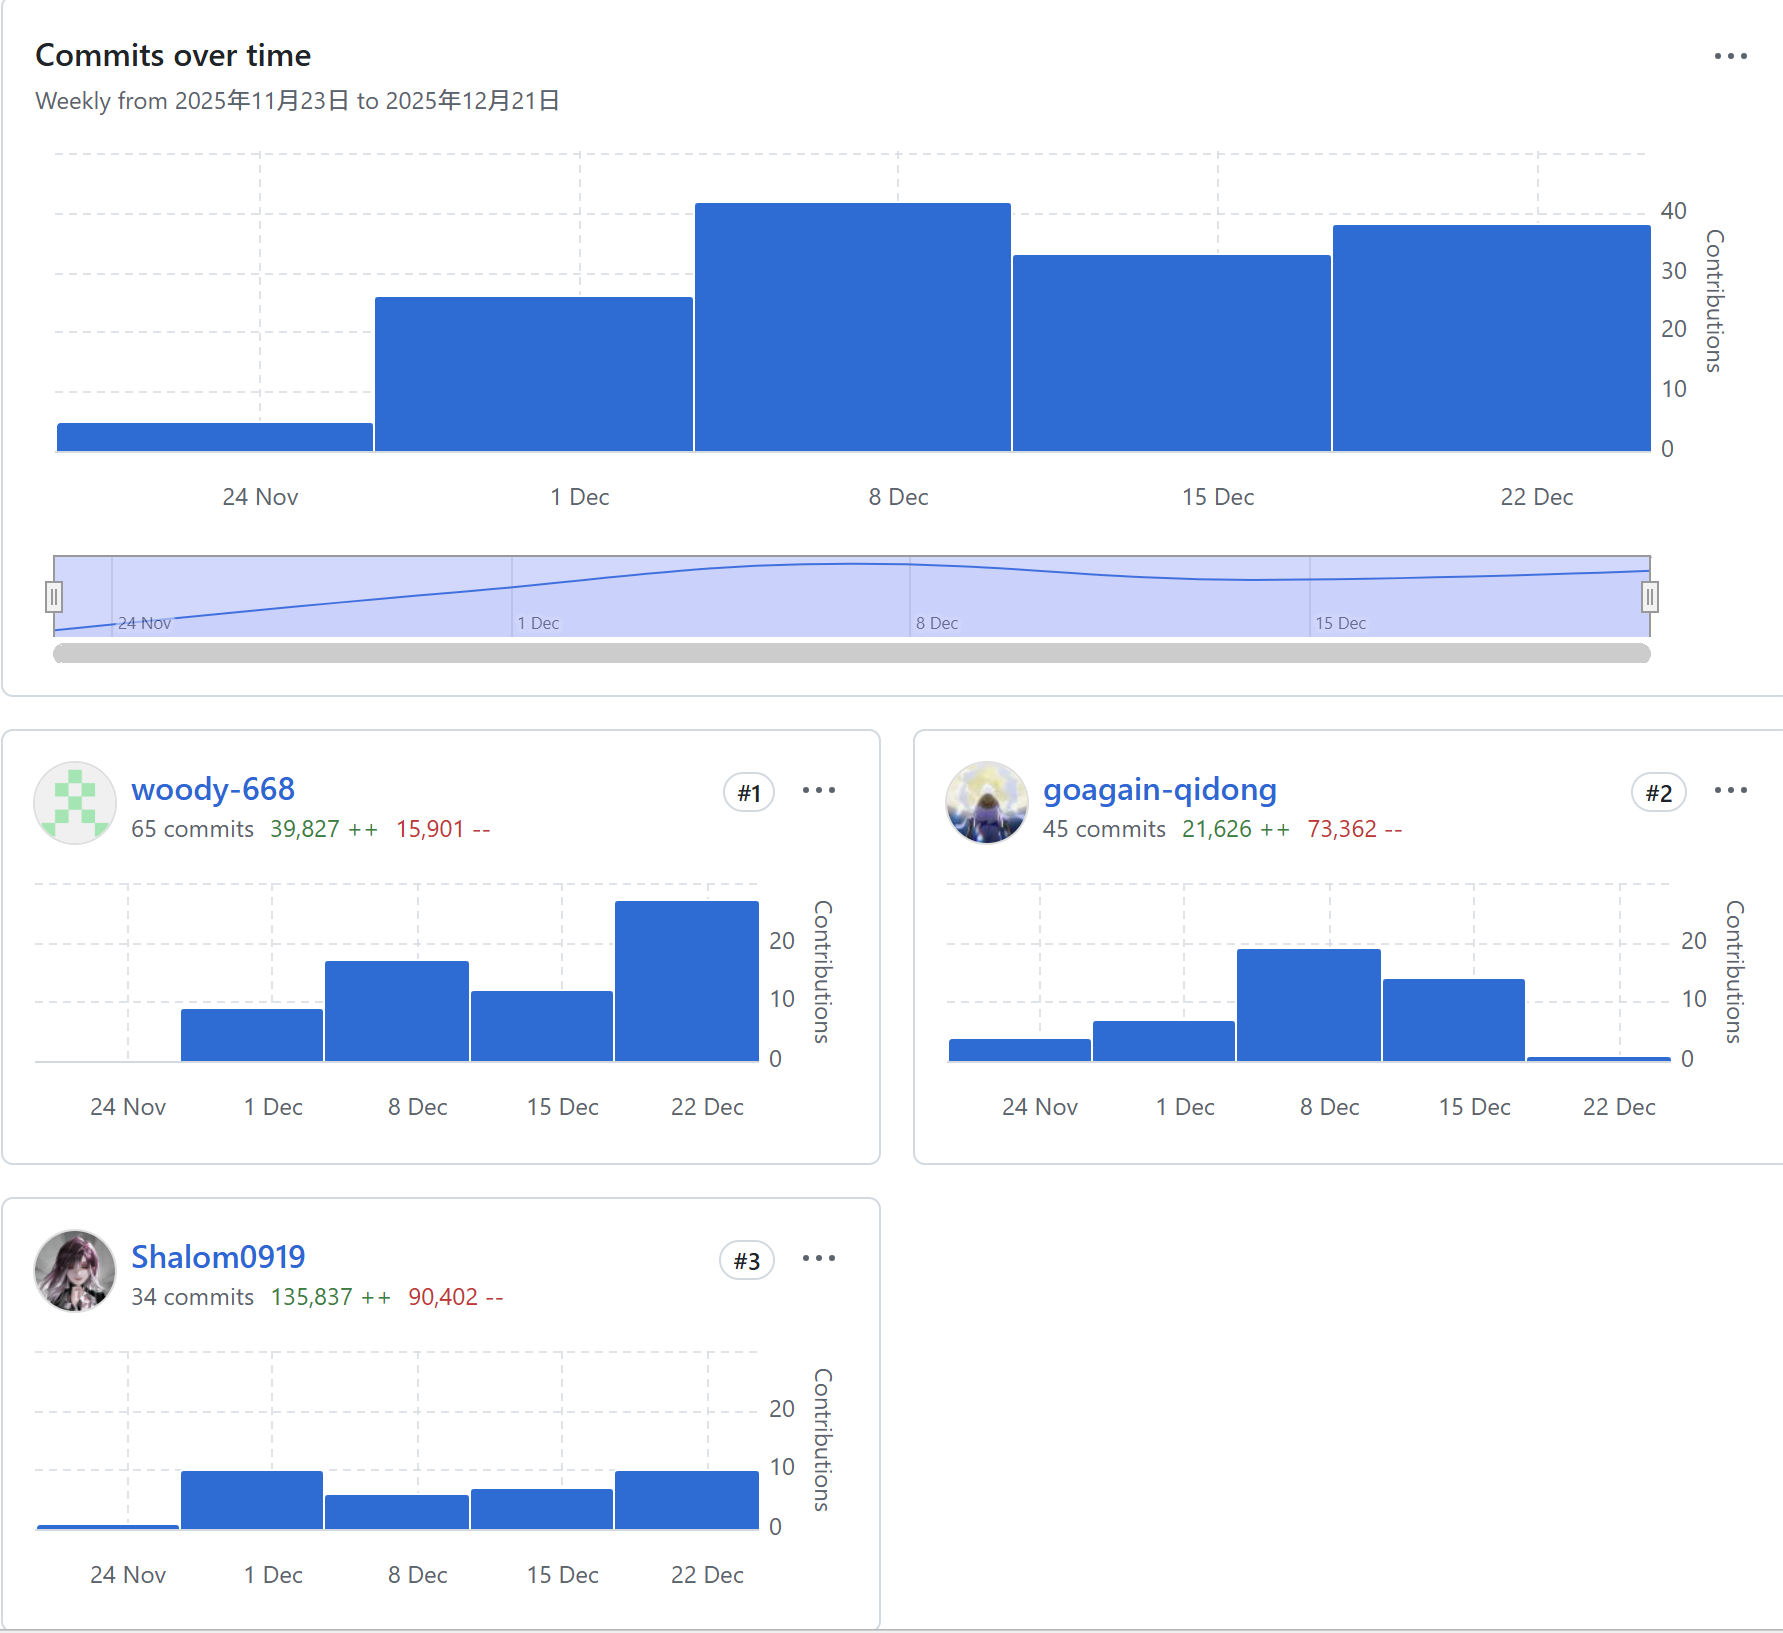 Commits over time
Weekly from 2025年11月23日 to 2025年12月21日
40
30
20
10
0
Contributions
24 Nov 1 Dec 8 Dec 15 Dec 22 Dec
24 Nov 1 Dec 8 Dec 15 Dec
woody-668 #1
65 commits 39,827 ++ 15,901 --
20
10
0
Contributions
24 Nov 1 Dec 8 Dec 15 Dec 22 Dec
goagain-qidong #2
45 commits 21,626 ++ 73,362 --
20
10
0
Contributions
24 Nov 1 Dec 8 Dec 15 Dec 22 Dec
Shalom0919 #3
34 commits 135,837 ++ 90,402 --
20
10
0
Contributions
24 Nov 1 Dec 8 Dec 15 Dec 22 Dec